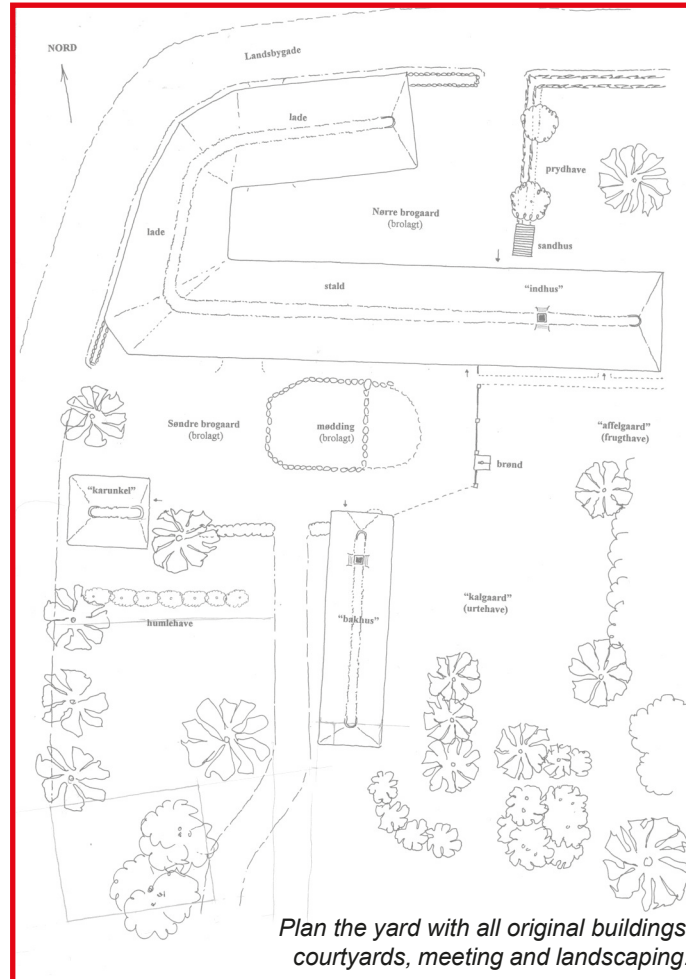 NORD
Landsbygade
lade
prydhave
Nørre brogaard
(brolagt)
lade
sandhus
stald
"indhus"
Søndre brogaard
(brolagt)
mødding
(brolagt)
"affelgaard"
(frugthave)
brønd
"karunkel"
"kalgaard"
(urtehave)
"bakhus"
humlehave
Plan the yard with all original buildings,
courtyards, meeting and landscaping.